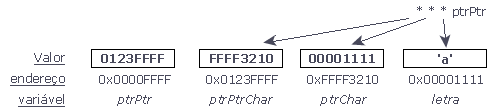 * * * ptrPtr
Valor 0123FFFF FFFF3210 00001111 'a'
endereço 0x0000FFFF 0x0123FFFF 0xFFFF3210 0x00001111
variável ptrPtr ptrPtrChar ptrChar letra